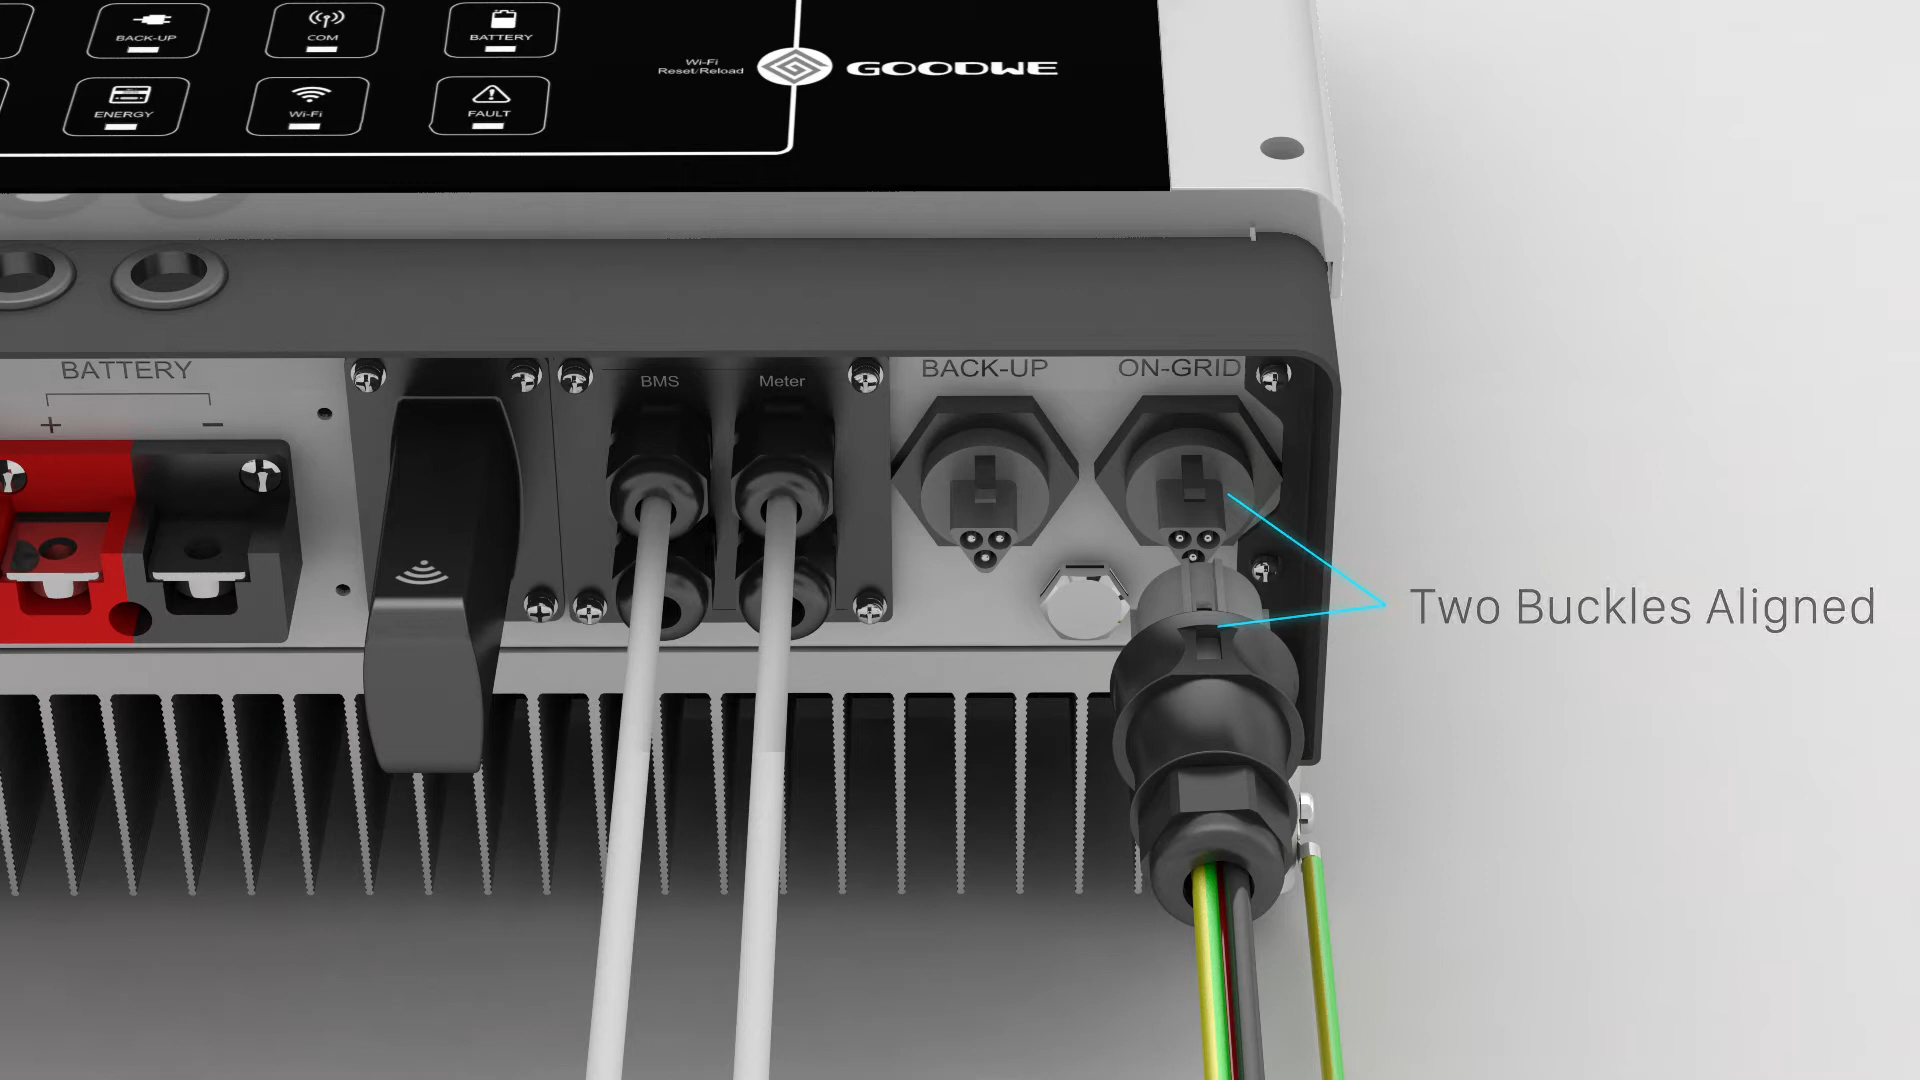 BACK-UP
COM
BATTERY
Wi-Fi
Reset/Reload
GOODWE
ENERGY
Wi-Fi
FAULT
BATTERY
+
−
BMS
Meter
BACK-UP
ON-GRID
Two Buckles Aligned